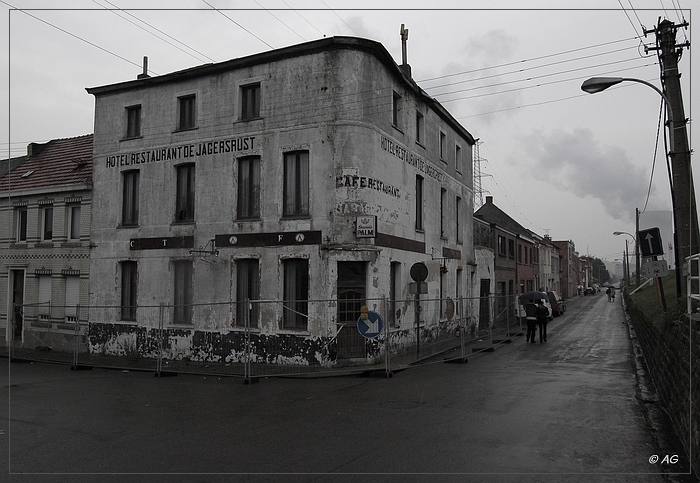 HOTEL RESTAURANT DE JAGERSRUST
HOTEL RESTAURANT DE JAGERSRUST
CAFE RESTAURANT
PALM
C T A F A
© AG